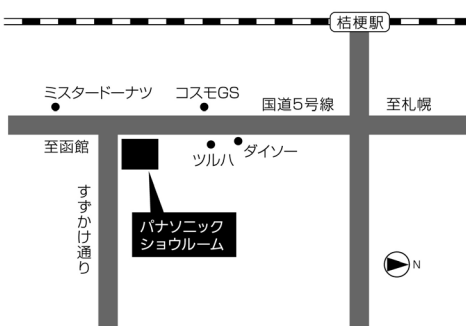 桔梗駅
ミスタードーナツ
コスモGS
国道5号線
至札幌
至函館
ツルハ
ダイソー
すずかけ通り
パナソニック
ショウルーム
N